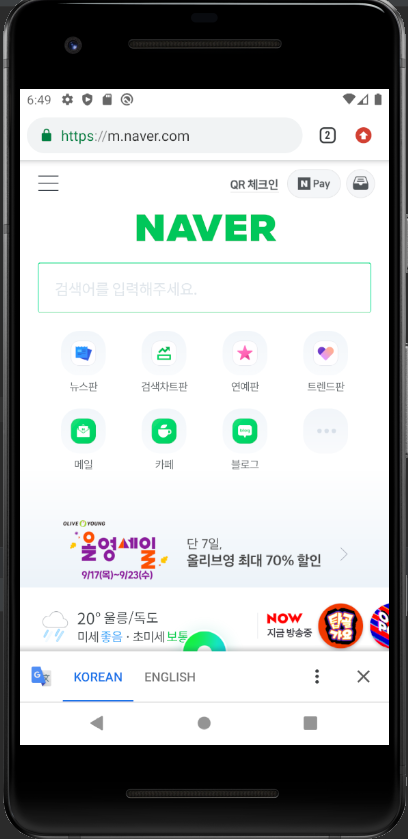 6:49
https://m.naver.com
2
QR 체크인
N Pay
NAVER
검색어를 입력해주세요.
뉴스판
검색차트판
연예판
트렌드판
메일
카페
블로그
OLIVE YOUNG
올영세일
9/17(목)~9/23(수)
단 7일,
올리브영 최대 70% 할인
20° 울릉/독도
미세 좋음 · 초미세 보통
NOW
지금 방송중
G
KOREAN
ENGLISH